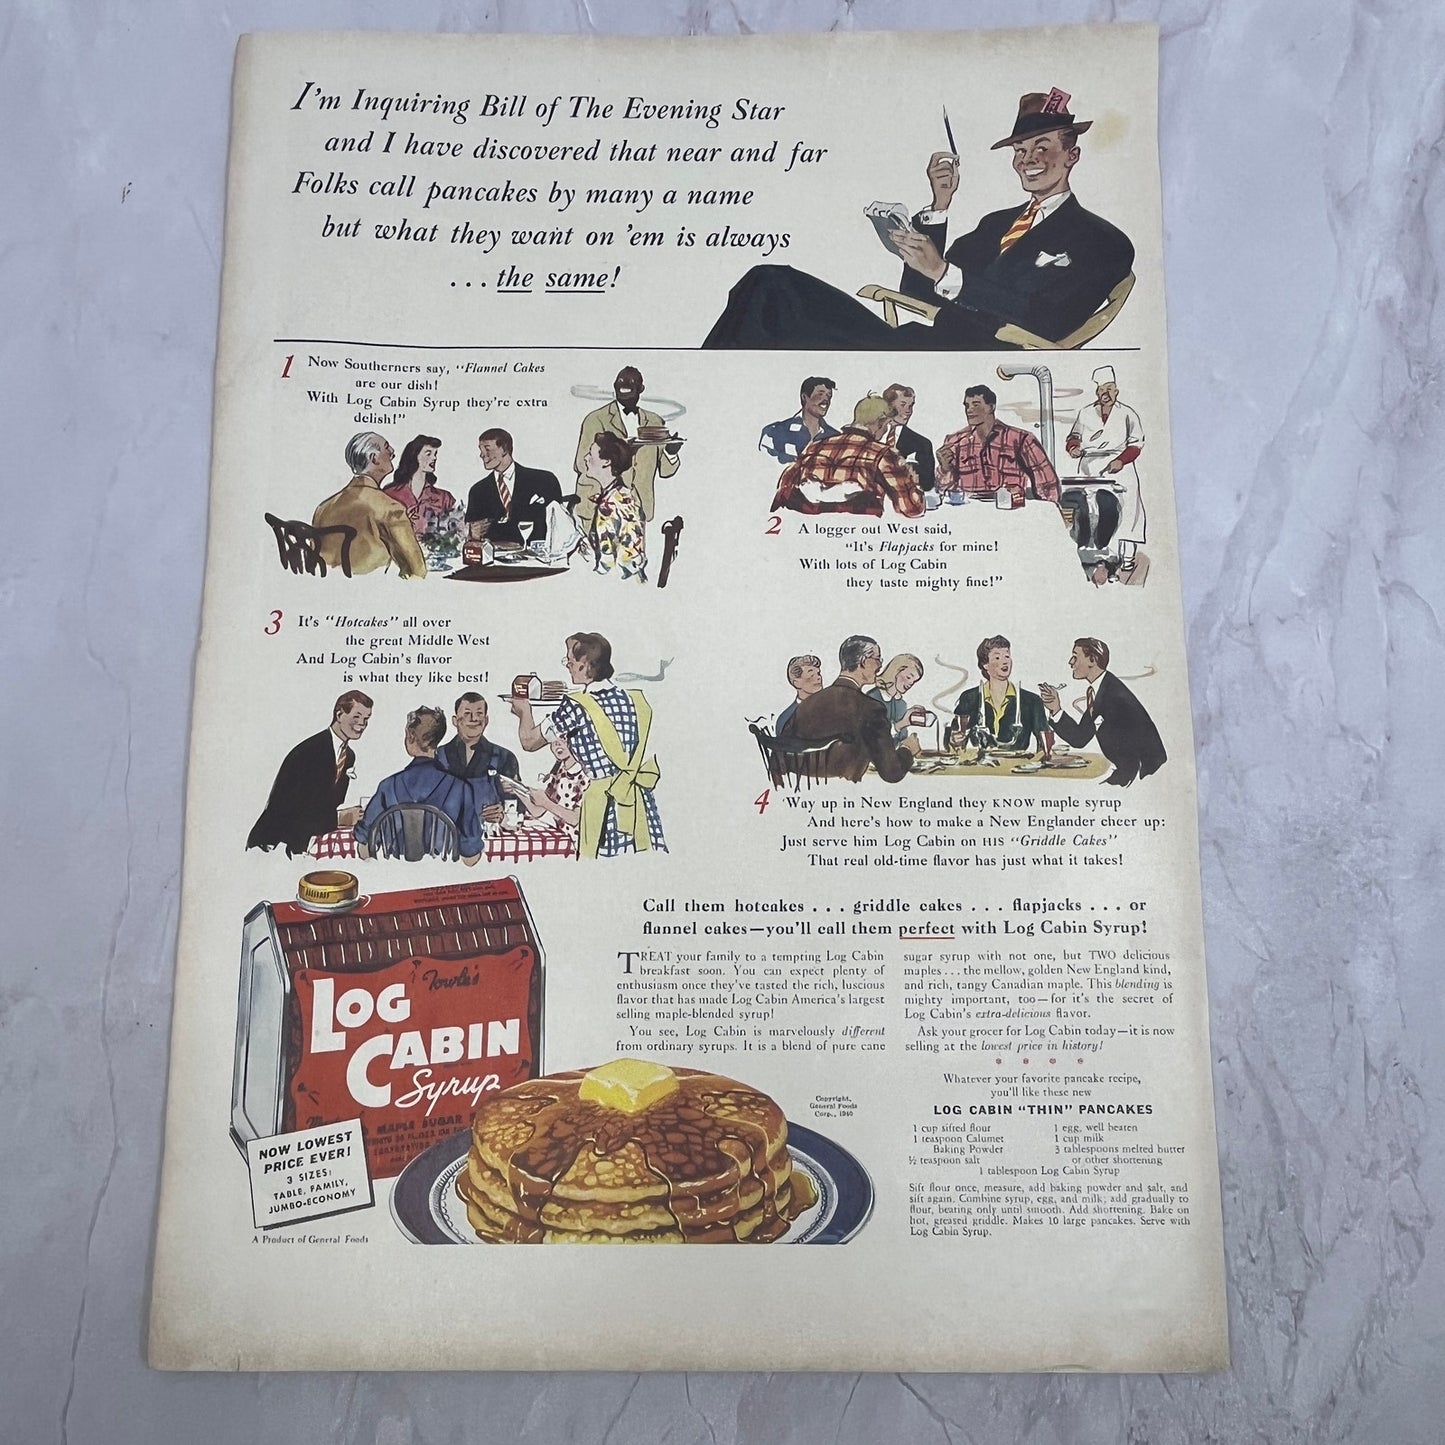 I'm Inquiring Bill of The Evening Star
and I have discovered that near and far
Folks call pancakes by many a name
but what they want on 'em is always
... the same!
1 Now Southerners say, "Flannel Cakes
are our dish!
With Log Cabin Syrup they're extra
delish!"
2 A logger out West said,
"It's Flapjacks for mine!
With lots of Log Cabin
they taste mighty fine!"
3 It's "Hotcakes" all over
the great Middle West
And Log Cabin's flavor
is what they like best!
4 'Way up in New England they KNOW maple syrup
And here's how to make a New Englander cheer up:
Just serve him Log Cabin on HIS "Griddle Cakes"
That real old-time flavor has just what it takes!
Towle's
LOG
CABIN
Syrup
MAPLE SUGAR
NOW LOWEST
PRICE EVER!
3 SIZES:
TABLE, FAMILY,
JUMBO-ECONOMY
A Product of General Foods
Call them hotcakes . . . griddle cakes . . . flapjacks . . . or
flannel cakes—you'll call them perfect with Log Cabin Syrup!
TREAT your family to a tempting Log Cabin
breakfast soon. You can expect plenty of
enthusiasm once they've tasted the rich, luscious
flavor that has made Log Cabin America's largest
selling maple-blended syrup!
You see, Log Cabin is marvelously different
from ordinary syrups. It is a blend of pure cane
sugar syrup with not one, but TWO delicious
maples . . . the mellow, golden New England kind,
and rich, tangy Canadian maple. This blending is
mighty important, too—for it's the secret of
Log Cabin's extra-delicious flavor.
Ask your grocer for Log Cabin today—it is now
selling at the lowest price in history!
* * * *
Copyright,
General Foods
Corp., 1940
Whatever your favorite pancake recipe,
you'll like these new
LOG CABIN "THIN" PANCAKES
1 cup sifted flour
1 teaspoon Calumet
Baking Powder
½ teaspoon salt
1 egg, well beaten
1 cup milk
3 tablespoons melted butter
or other shortening
1 tablespoon Log Cabin Syrup
Sift flour once, measure, add baking powder and salt, and
sift again. Combine syrup, egg, and milk; add gradually to
flour, beating only until smooth. Add shortening. Bake on
hot, greased griddle. Makes 10 large pancakes. Serve with
Log Cabin Syrup.